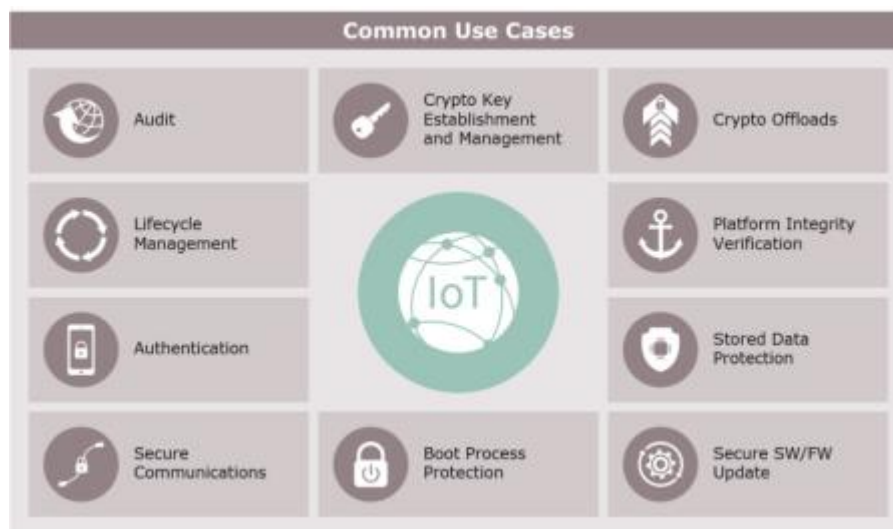 Common Use Cases
Audit
Crypto Key
Establishment
and Management
Crypto Offloads
Lifecycle
Management
IoT
Platform Integrity
Verification
Authentication
Stored Data
Protection
Secure
Communications
Boot Process
Protection
Secure SW/FW
Update